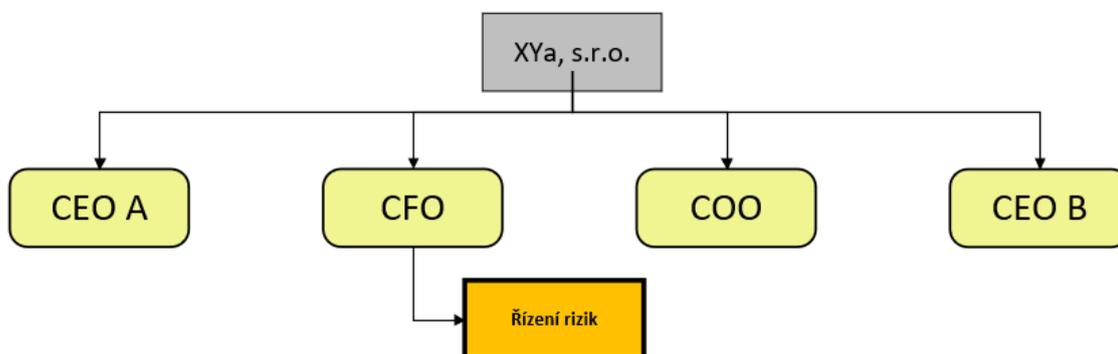 XYa, s.r.o.
CEO A
CFO
COO
CEO B
Řízení rizik